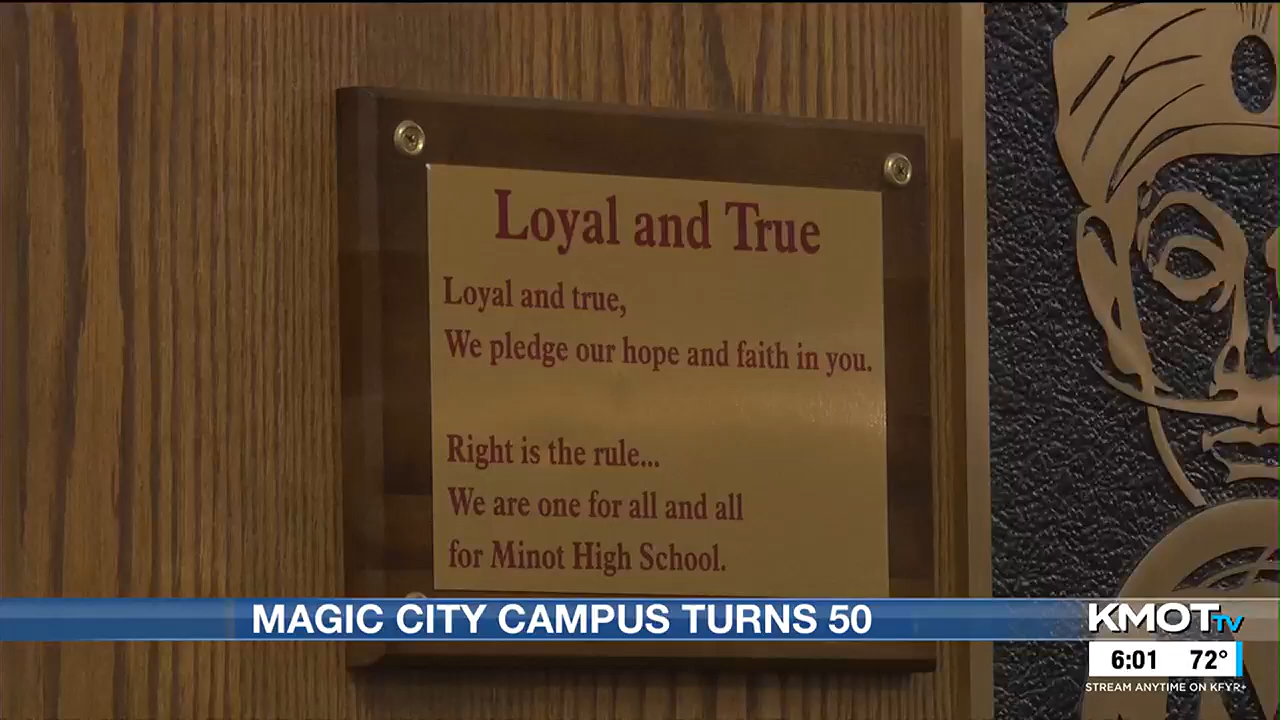 Loyal and True
Loyal and true,
We pledge our hope and faith in you.
Right is the rule...
We are one for all and all
for Minot High School.
MAGIC CITY CAMPUS TURNS 50
KMOT TV
6:01 72°
STREAM ANYTIME ON KFYR+